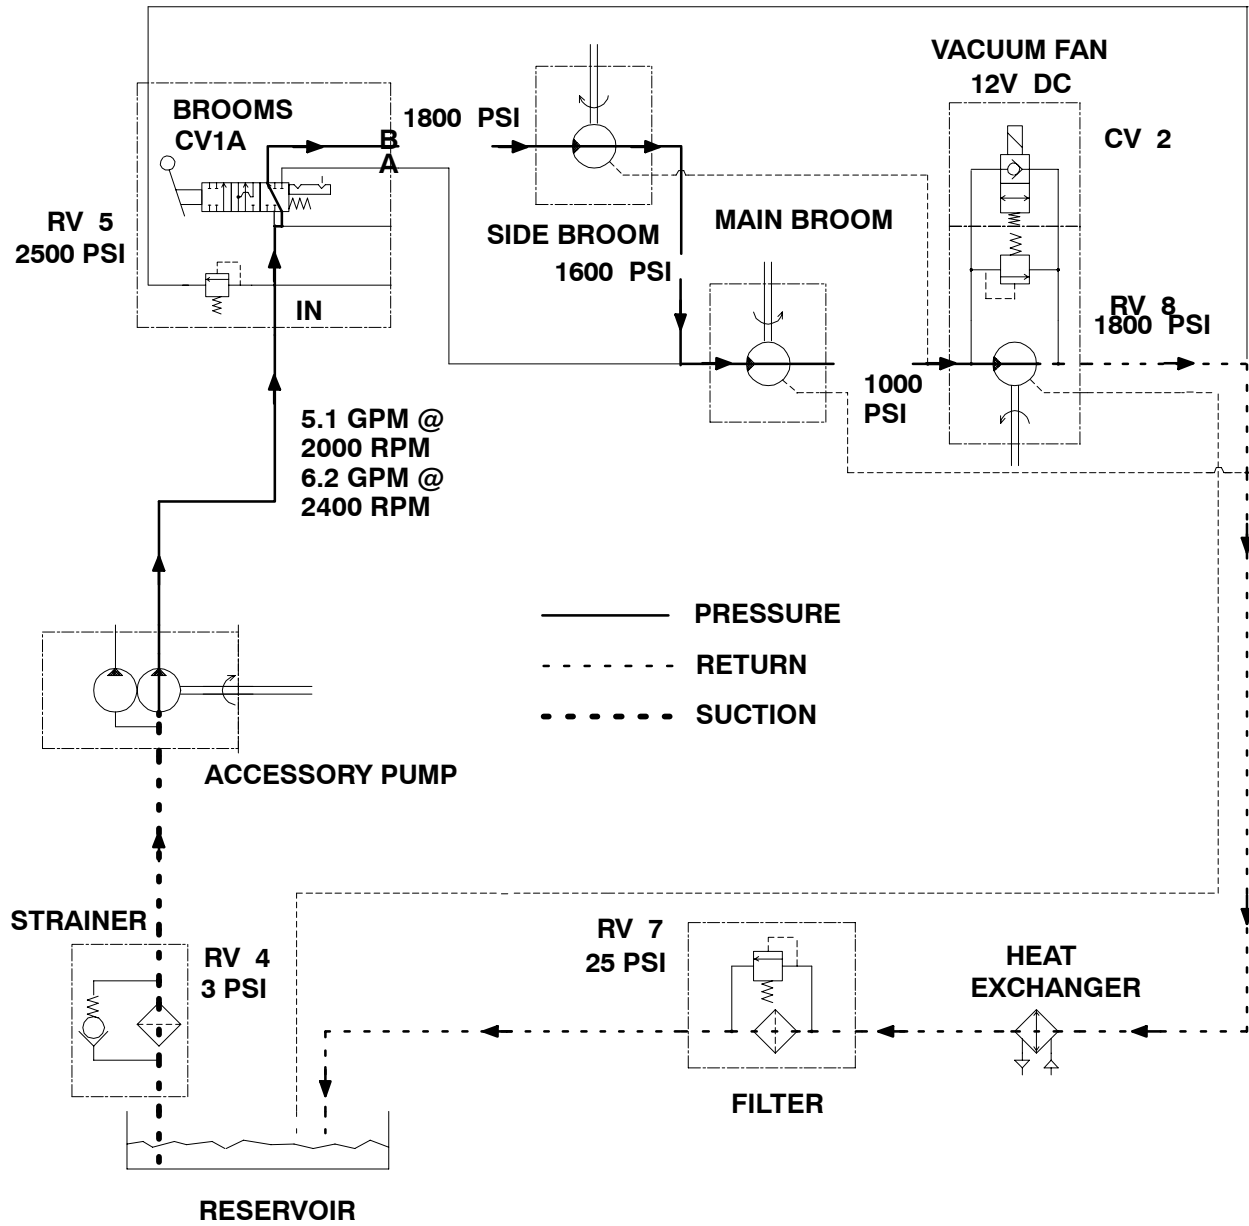 VACUUM FAN
12V DC
BROOMS
CV1A
B
A
1800 PSI
CV 2
RV 5
2500 PSI
SIDE BROOM
1600 PSI
MAIN BROOM
IN
RV 8
1800 PSI
1000
PSI
5.1 GPM @
2000 RPM
6.2 GPM @
2400 RPM
PRESSURE
RETURN
SUCTION
ACCESSORY PUMP
STRAINER
RV 4
3 PSI
RV 7
25 PSI
HEAT
EXCHANGER
FILTER
RESERVOIR